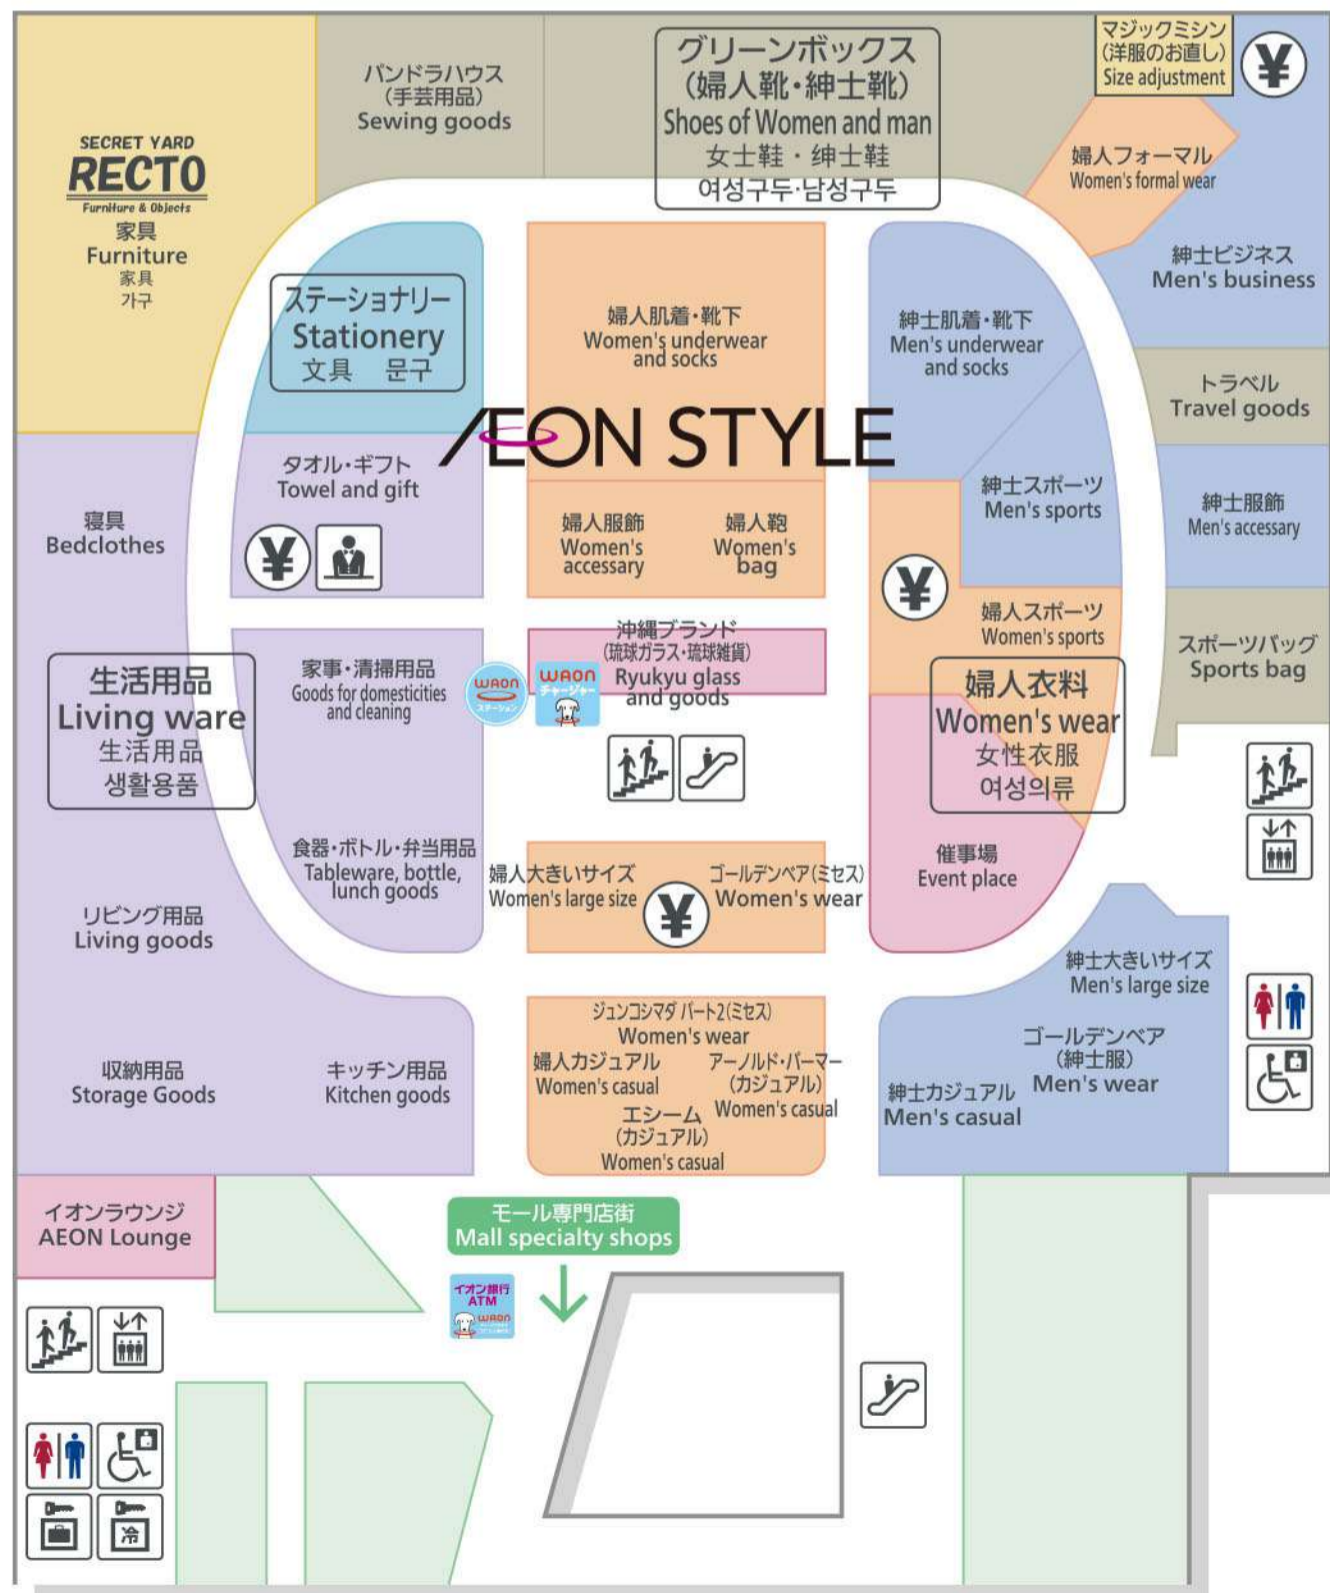 SECRET YARD
RECTO
Furniture & Objects
家具
Furniture
家具
가구
パンドラハウス
(手芸用品)
Sewing goods
グリーンボックス
(婦人靴・紳士靴)
Shoes of Women and man
女士鞋・绅士鞋
여성구두·남성구두
マジックミシン
(洋服のお直し)
Size adjustment
¥
婦人フォーマル
Women's formal wear
紳士ビジネス
Men's business
ステーショナリー
Stationery
文具 문구
婦人肌着・靴下
Women's underwear
and socks
紳士肌着・靴下
Men's underwear
and socks
トラベル
Travel goods
ÆON STYLE
タオル・ギフト
Towel and gift
¥
寝具
Bedclothes
婦人服飾
Women's
accessary
婦人鞄
Women's
bag
紳士スポーツ
Men's sports
紳士服飾
Men's accessary
¥
婦人スポーツ
Women's sports
スポーツバッグ
Sports bag
生活用品
Living ware
生活用品
생활용품
家事・清掃用品
Goods for domesticities
and cleaning
WAON
ステーション
WAON
チャージャー
沖縄ブランド
(琉球ガラス・琉球雑貨)
Ryukyu glass
and goods
婦人衣料
Women's wear
女性衣服
여성의류
食器・ボトル・弁当用品
Tableware, bottle,
lunch goods
婦人大きいサイズ
Women's large size
¥
ゴールデンベア(ミセス)
Women's wear
催事場
Event place
リビング用品
Living goods
紳士大きいサイズ
Men's large size
ゴールデンベア
(紳士服)
Men's wear
紳士カジュアル
Men's casual
収納用品
Storage Goods
キッチン用品
Kitchen goods
ジュンコシマダ パート2(ミセス)
Women's wear
婦人カジュアル
Women's casual
アーノルド・パーマー
(カジュアル)
Women's casual
エシーム
(カジュアル)
Women's casual
イオンラウンジ
AEON Lounge
モール専門店街
Mall specialty shops
イオン銀行
ATM
WAON
冷